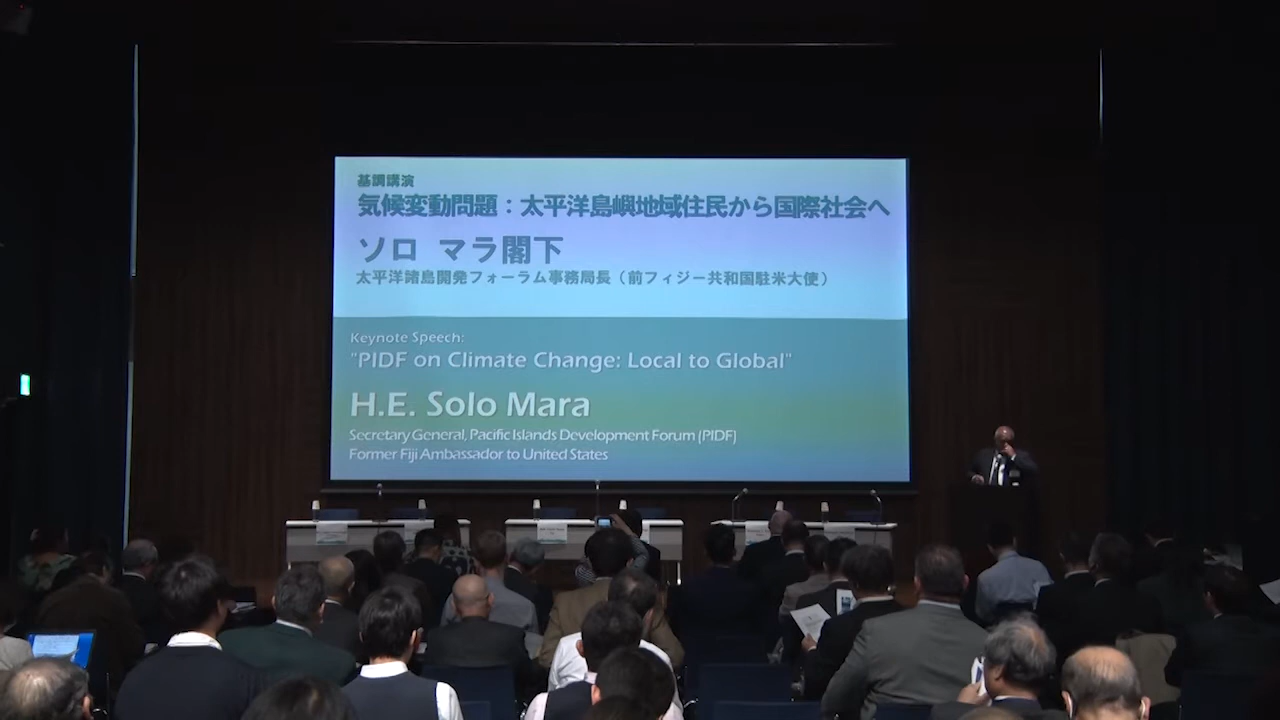 基調講演
気候変動問題：太平洋島嶼地域住民から国際社会へ
ソロ マラ閣下
太平洋諸島開発フォーラム事務局長（前フィジー共和国駐米大使）
Keynote Speech:
"PIDF on Climate Change: Local to Global"
H.E. Solo Mara
Secretary General, Pacific Islands Development Forum (PIDF)
Former Fiji Ambassador to United States